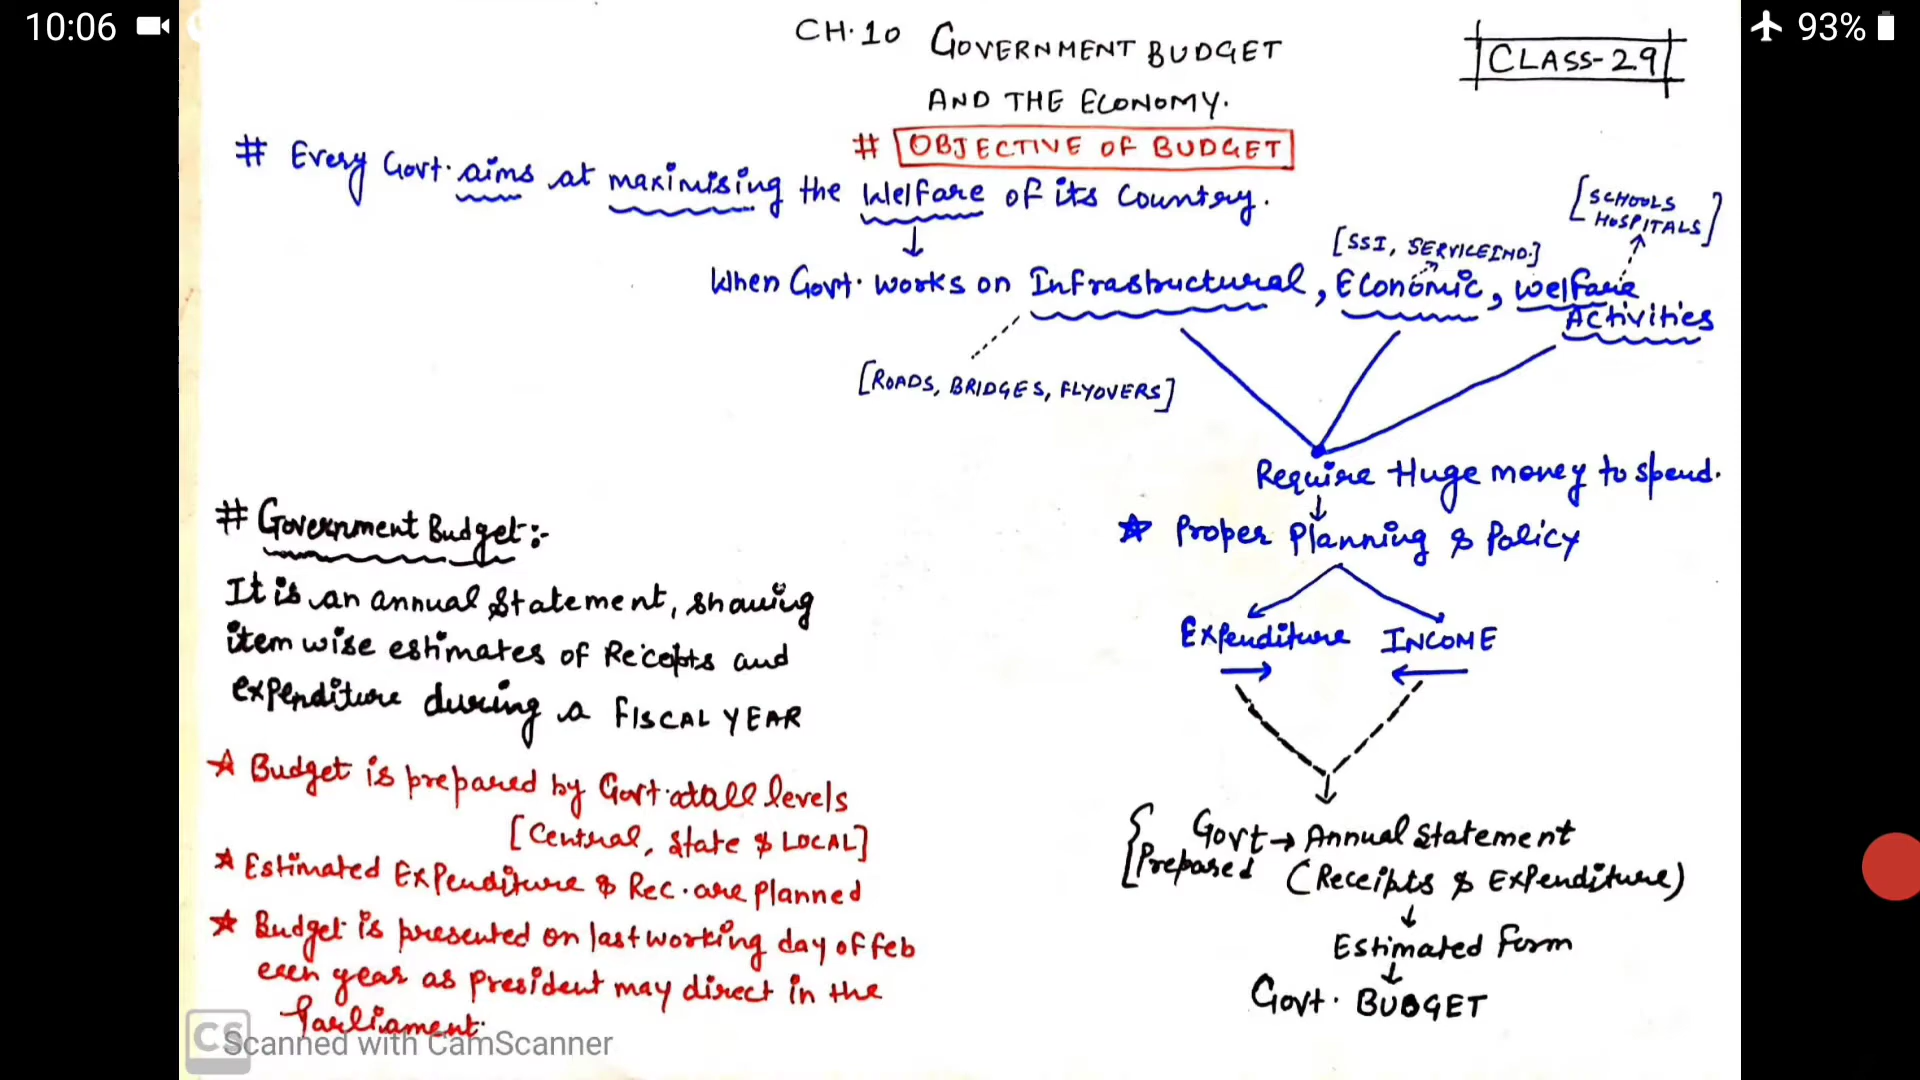 10:06
93%
CH.10 GOVERNMENT BUDGET
AND THE ECONOMY.
CLASS-29
# OBJECTIVE OF BUDGET
# Every Govt. aims at maximising the Welfare of its Country.
[SCHOOLS
HOSPITALS]
[SSI, SERVICE IND.]
When Govt. works on Infrastructural, Economic, Welfare
Activities
[ROADS, BRIDGES, FLYOVERS]
Require Huge money to spend.
* Proper Planning & Policy
Expenditure INCOME
Govt → Annual Statement
Prepared (Receipts & Expenditure)
Estimated Form
Govt. BUDGET
# Government Budget:-
It is an annual Statement, showing
item wise estimates of Reciepts and
expenditure during a FISCAL YEAR
* Budget is prepared by Govt. at all levels
[Central, State & LOCAL]
* Estimated Expenditure & Rec. are planned
* Budget is presented on last working day of feb
each year as president may direct in the
Parliament.
CS Scanned with CamScanner